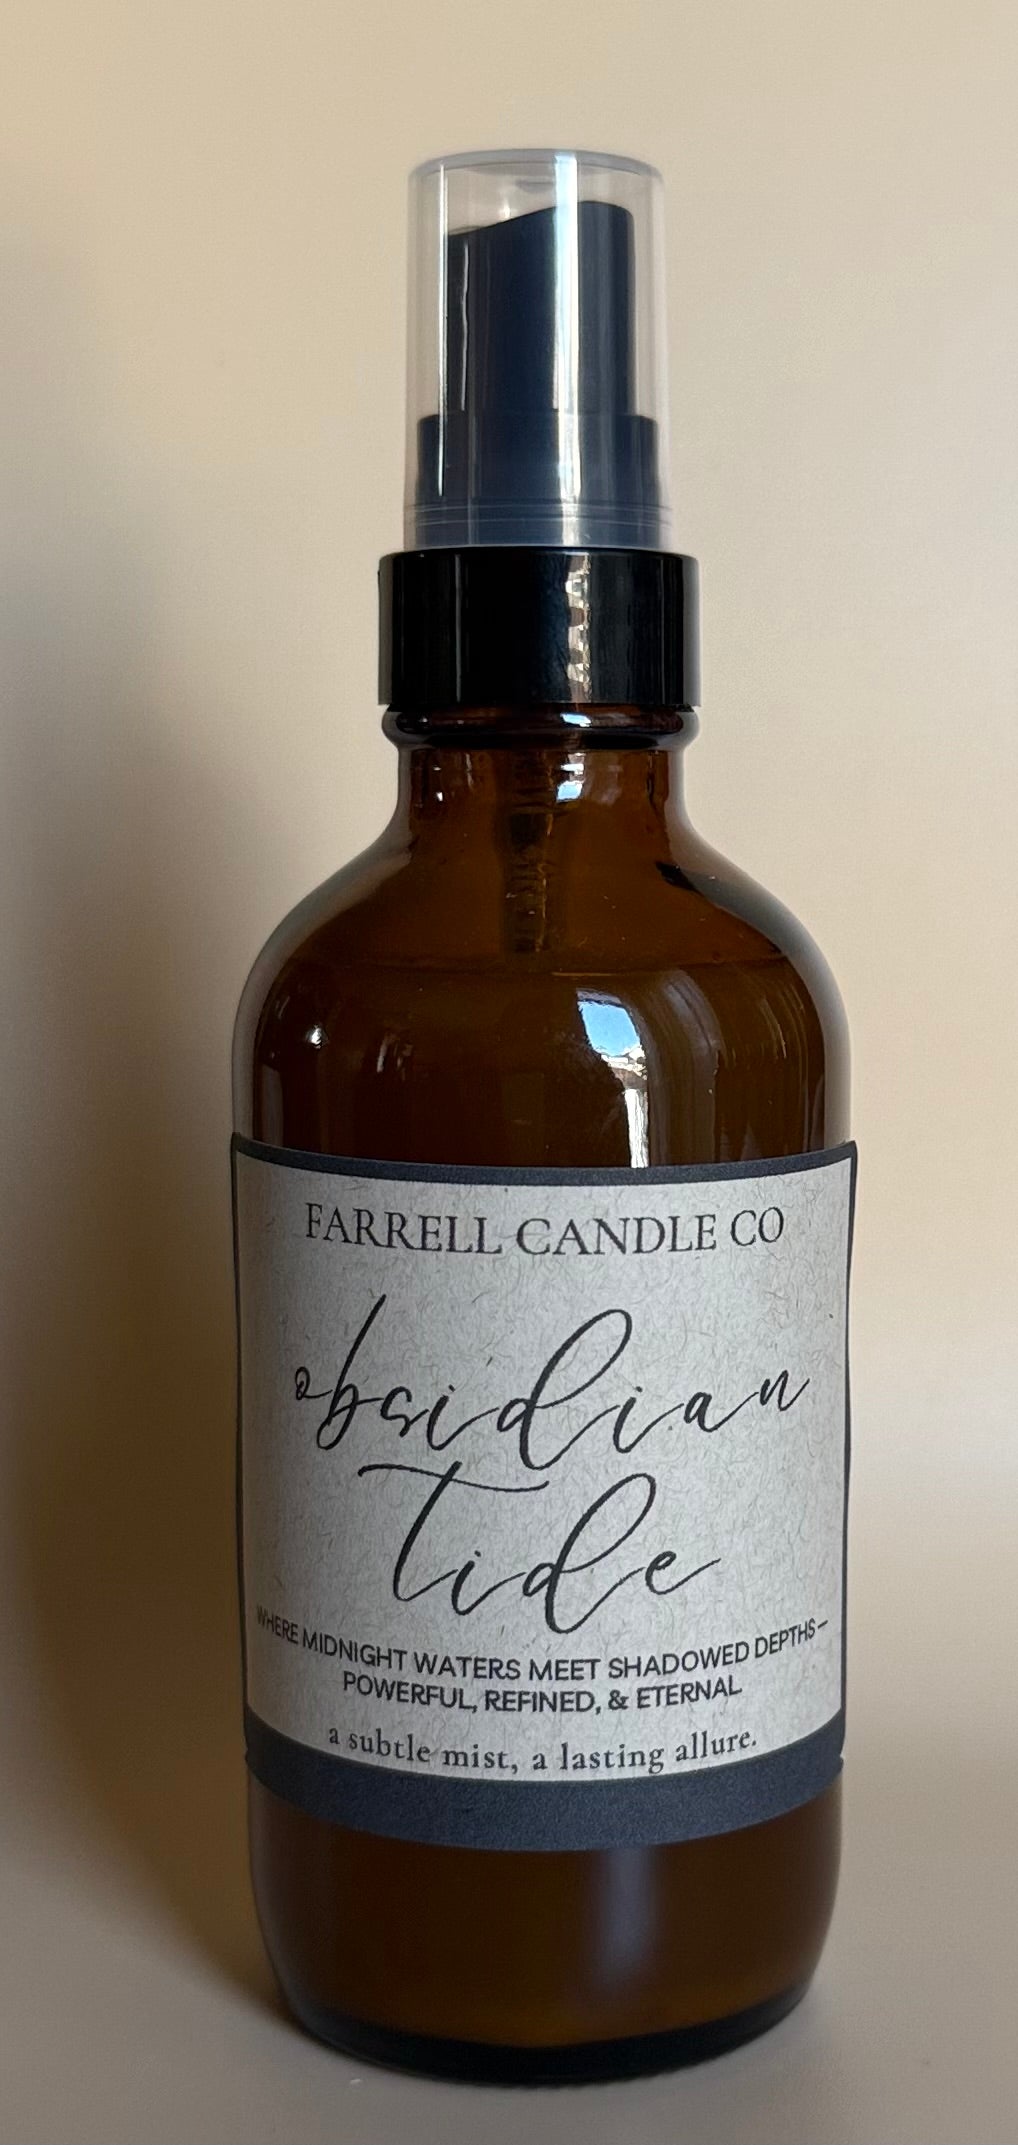 FARRELL CANDLE CO
obsidian
Tide
WHERE MIDNIGHT WATERS MEET SHADOWED DEPTHS–
POWERFUL, REFINED, & ETERNAL
a subtle mist, a lasting allure.